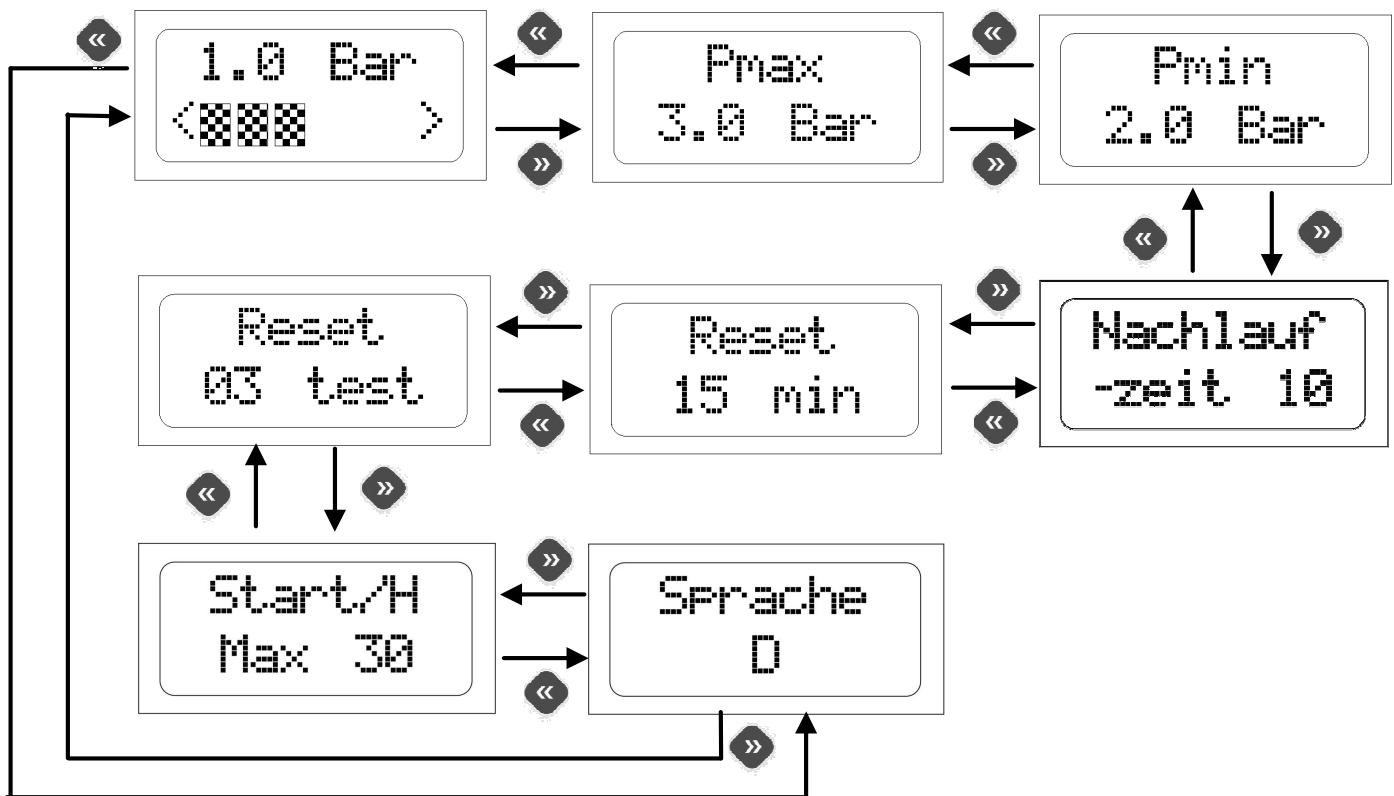 1.0 Bar
< >
Pmax
3.0 Bar
Pmin
2.0 Bar
Reset
03 test
Reset
15 min
Nachlauf
-zeit 10
Start/H
Max 30
Sprache
D